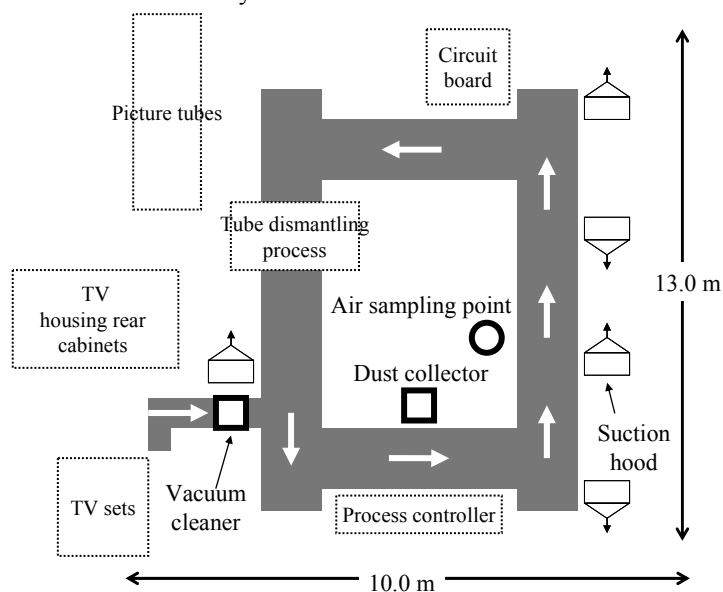 Circuit
board
Picture tubes
Tube dismantling
process
13.0 m
TV
housing rear
cabinets
Air sampling point
Dust collector
Suction
hood
Vacuum
cleaner
TV sets
Process controller
10.0 m